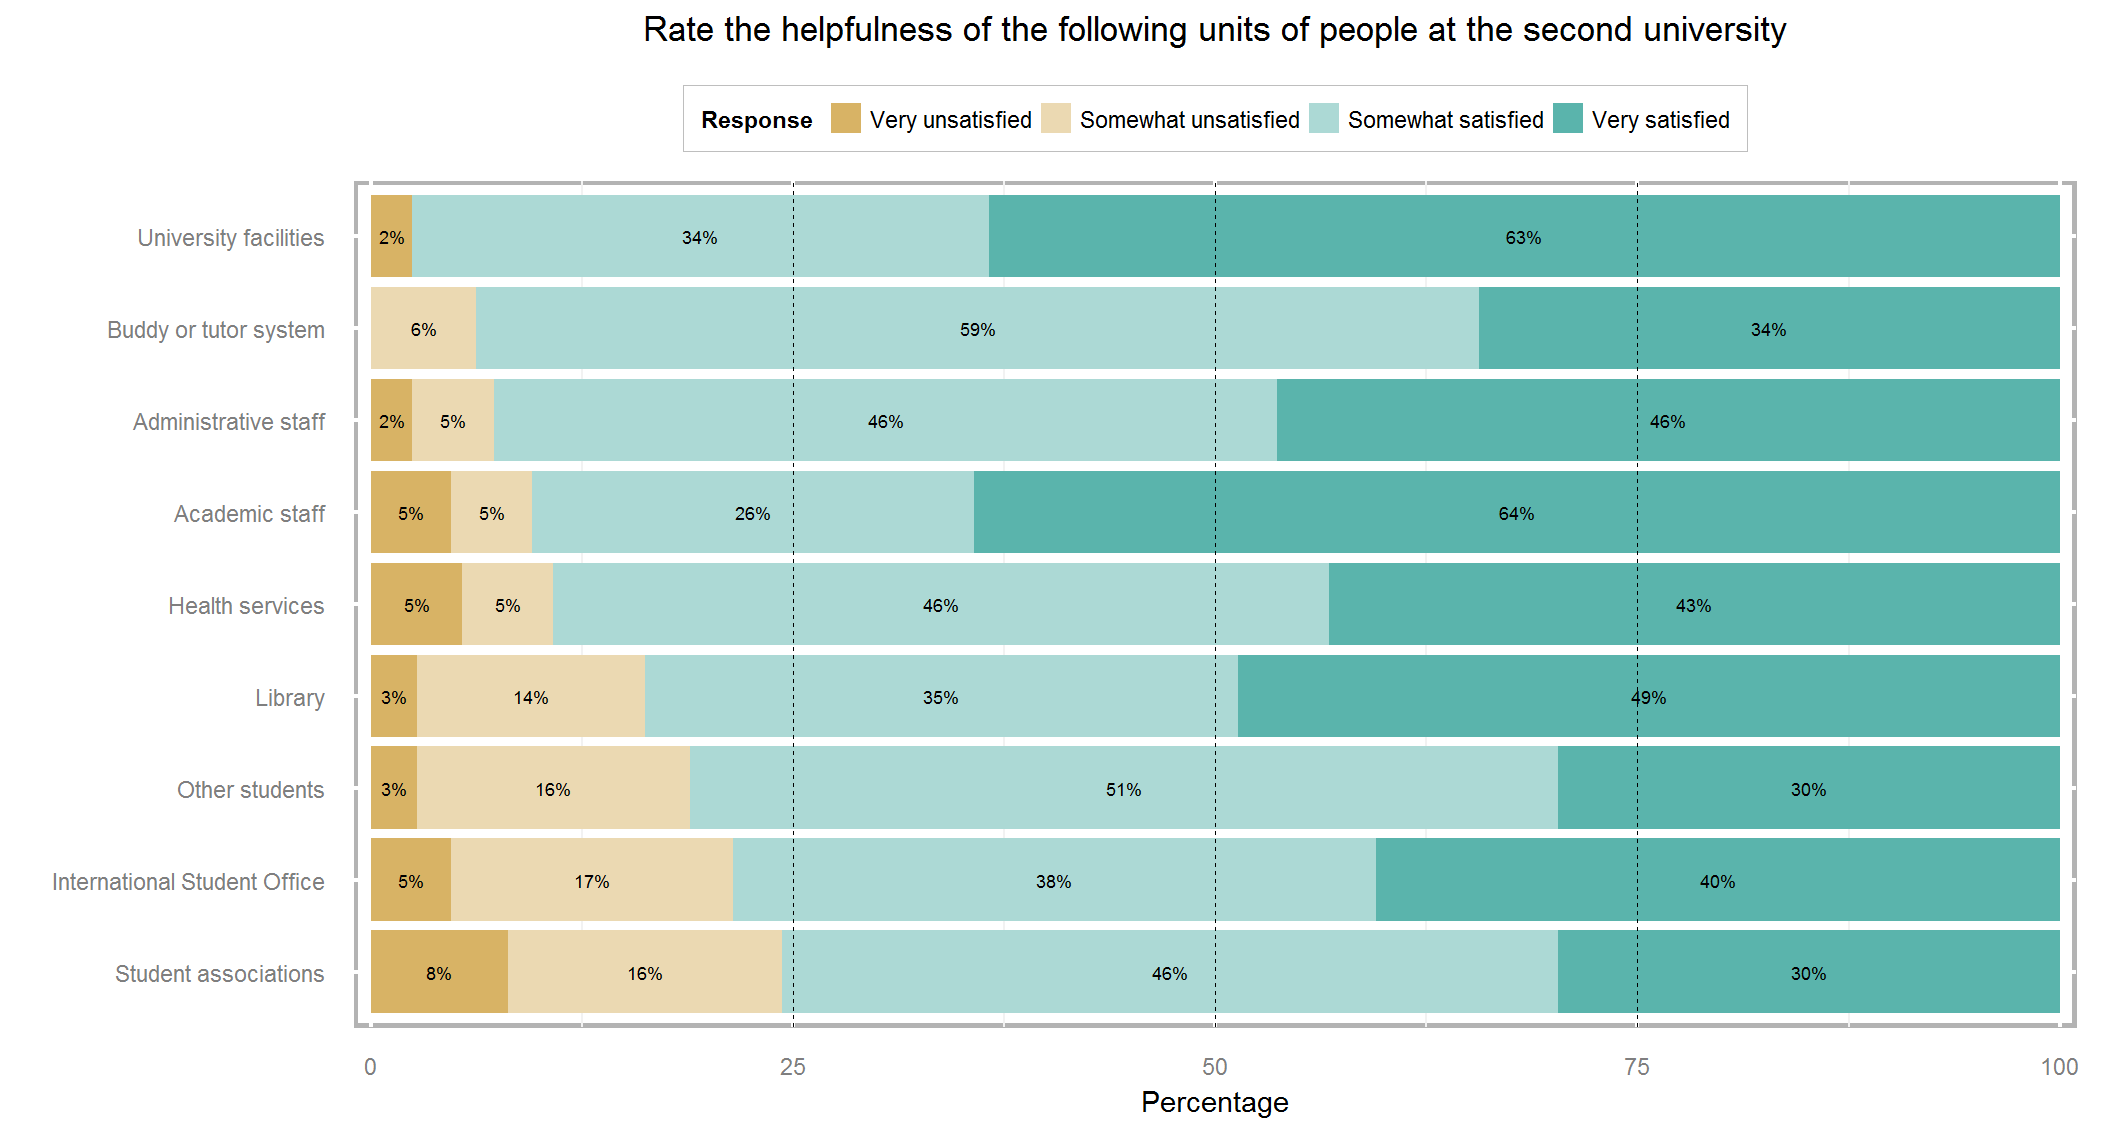 Rate the helpfulness of the following units of people at the second university
Response Very unsatisfied Somewhat unsatisfied Somewhat satisfied Very satisfied
University facilities 2% 34% 63%
Buddy or tutor system 6% 59% 34%
Administrative staff 2% 5% 46% 46%
Academic staff 5% 5% 26% 64%
Health services 5% 5% 46% 43%
Library 3% 14% 35% 49%
Other students 3% 16% 51% 30%
International Student Office 5% 17% 38% 40%
Student associations 8% 16% 46% 30%
0 25 50 75 100
Percentage